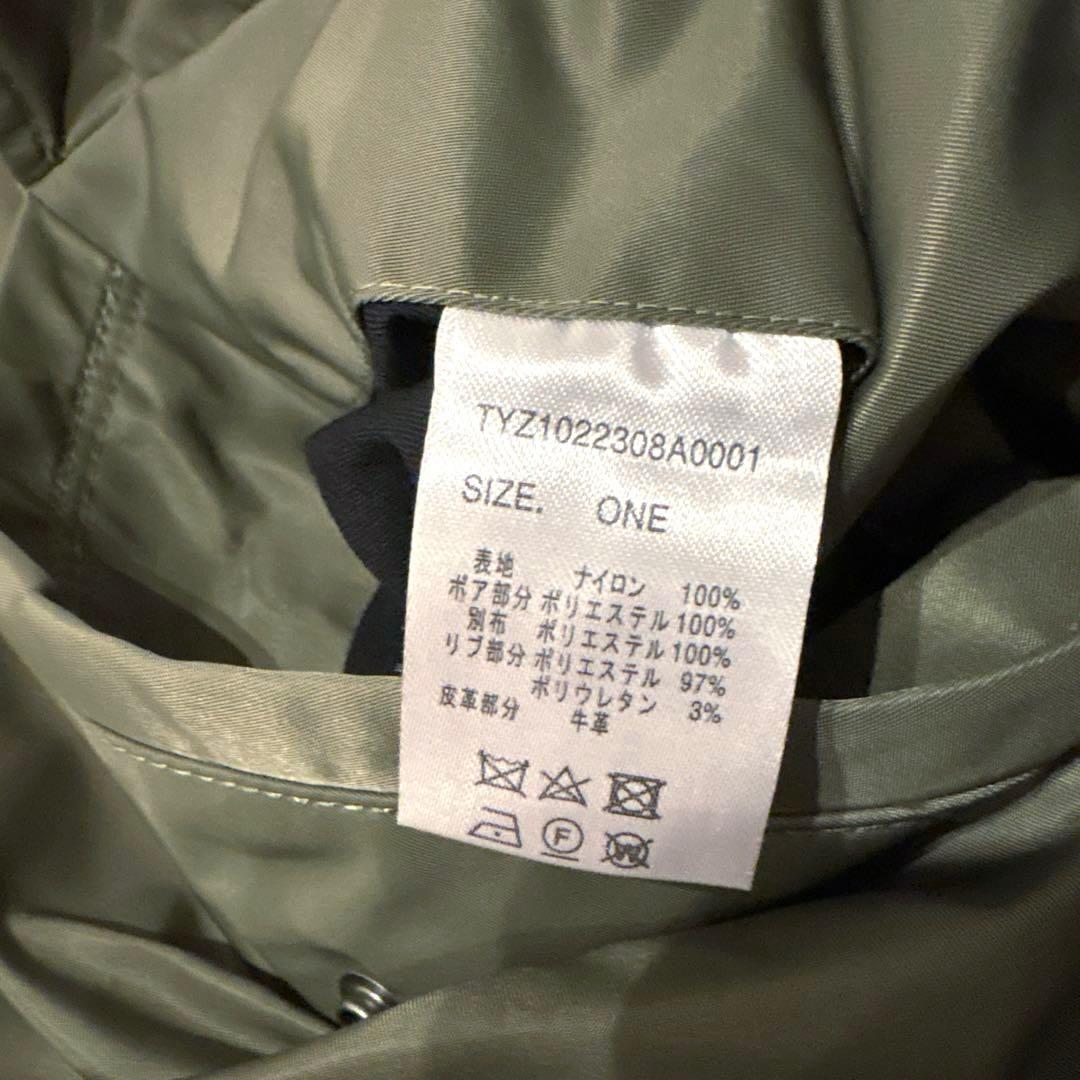 TYZ1022308A0001
SIZE. ONE
表地 ナイロン 100%
ボア部分 ポリエステル 100%
別布 ポリエステル 100%
リブ部分 ポリエステル 97%
ポリウレタン 3%
皮革部分 牛革
F
W